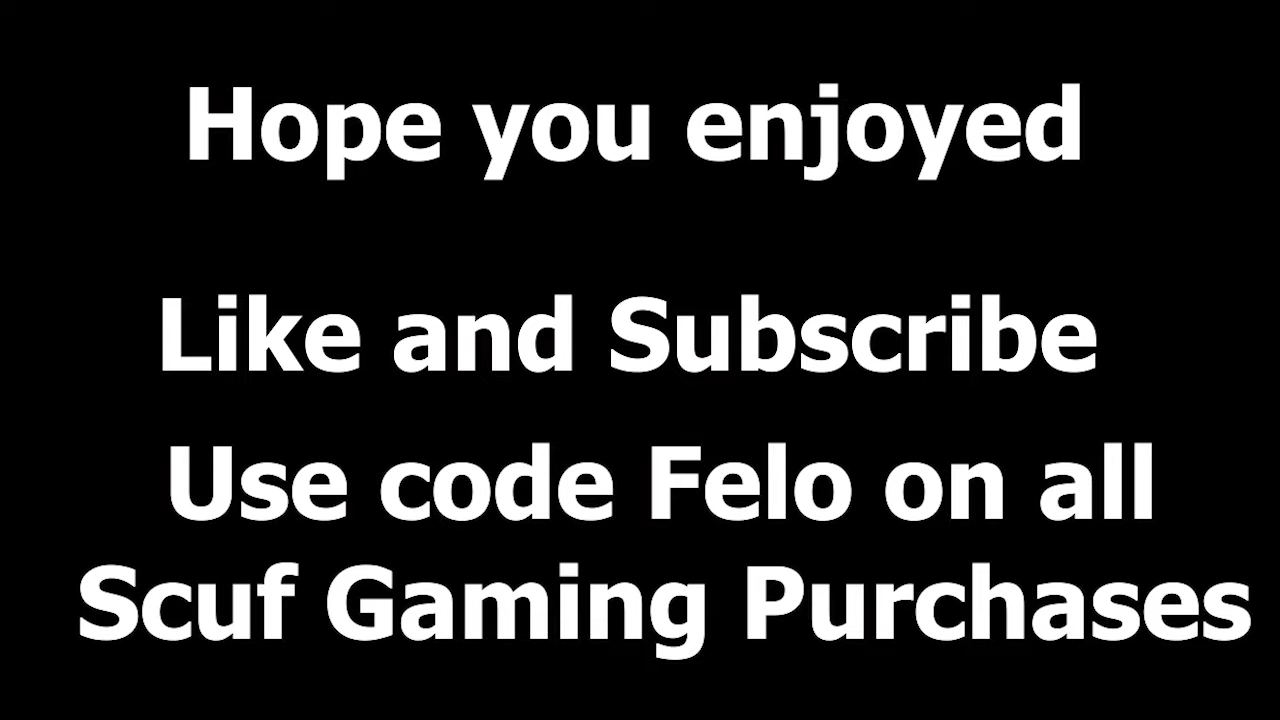 Hope you enjoyed
Like and Subscribe
Use code Felo on all
Scuf Gaming Purchases